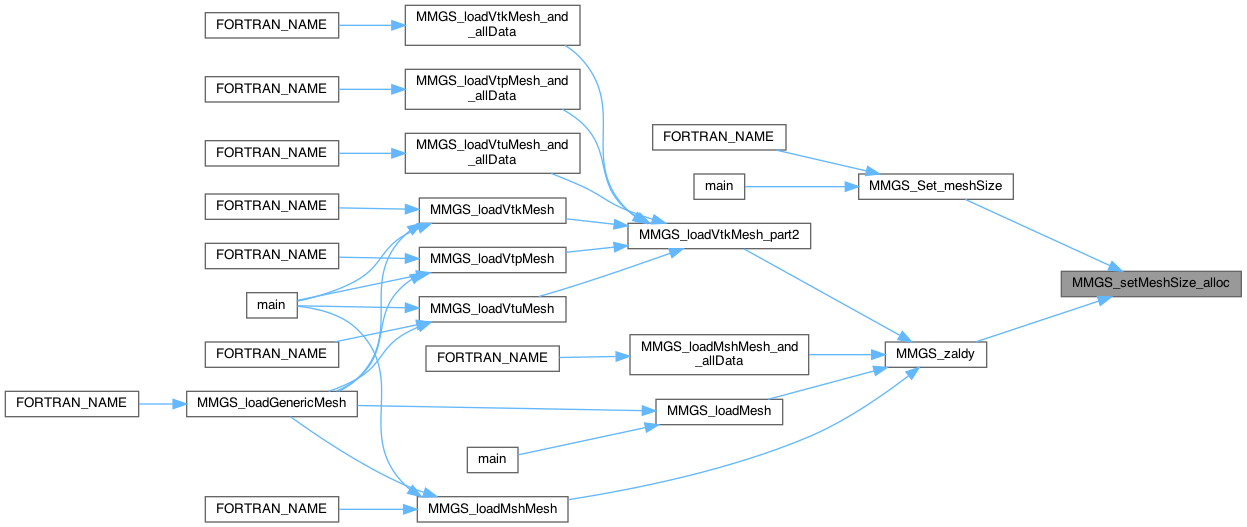 FORTRAN_NAME
MMGS_loadVtkMesh_and
_allData
FORTRAN_NAME
MMGS_loadVtpMesh_and
_allData
FORTRAN_NAME
MMGS_loadVtuMesh_and
_allData
FORTRAN_NAME
MMGS_Set_meshSize
main
FORTRAN_NAME
MMGS_loadVtkMesh
MMGS_loadVtkMesh_part2
FORTRAN_NAME
MMGS_loadVtpMesh
MMGS_setMeshSize_alloc
main
MMGS_loadVtuMesh
FORTRAN_NAME
FORTRAN_NAME
MMGS_loadMshMesh_and
_allData
MMGS_zaldy
FORTRAN_NAME
MMGS_loadGenericMesh
MMGS_loadMesh
main
FORTRAN_NAME
MMGS_loadMshMesh